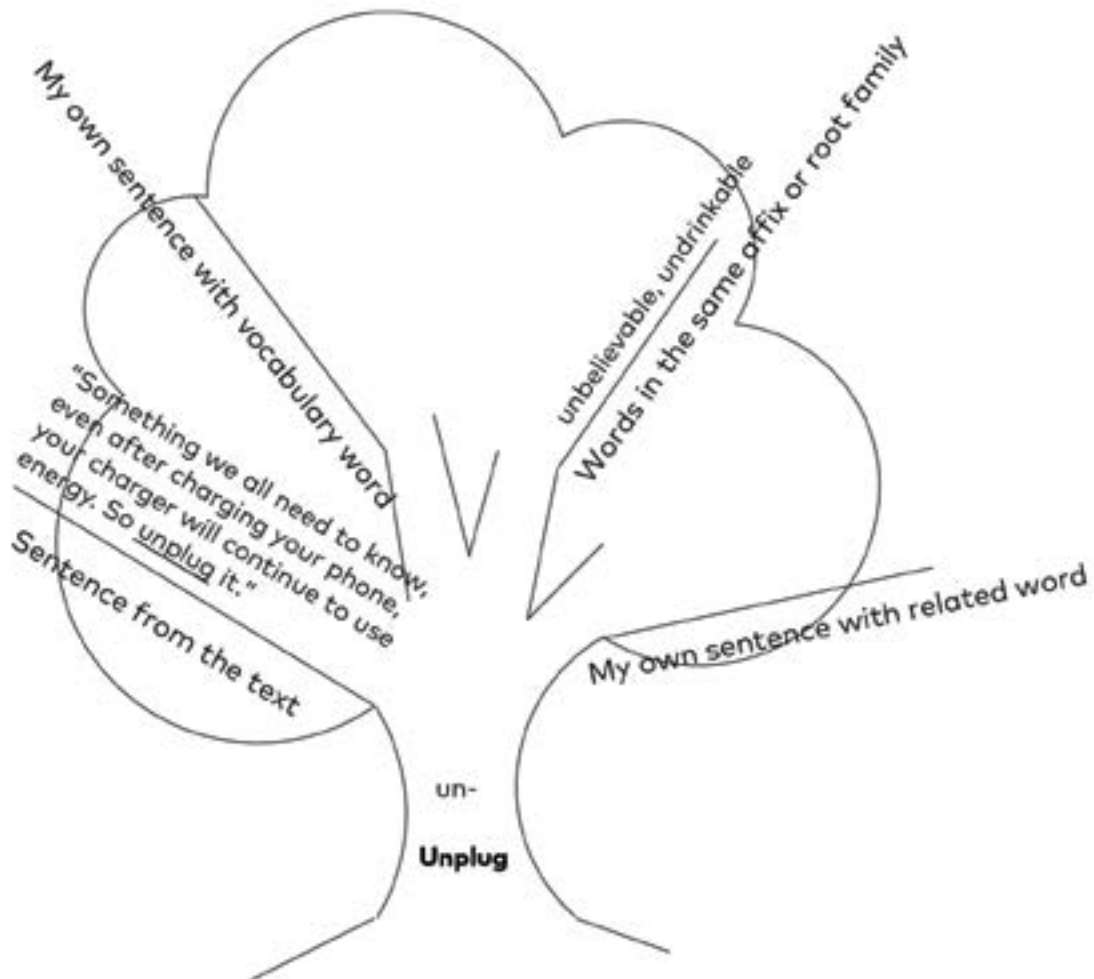 My own sentence with vocabulary word
unbelievable, undrinkable
Words in the same affix or root family
“Something we all need to know,
even after charging your phone,
your charger will continue to use
energy. So unplug it.”
Sentence from the text
My own sentence with related word
un-
Unplug